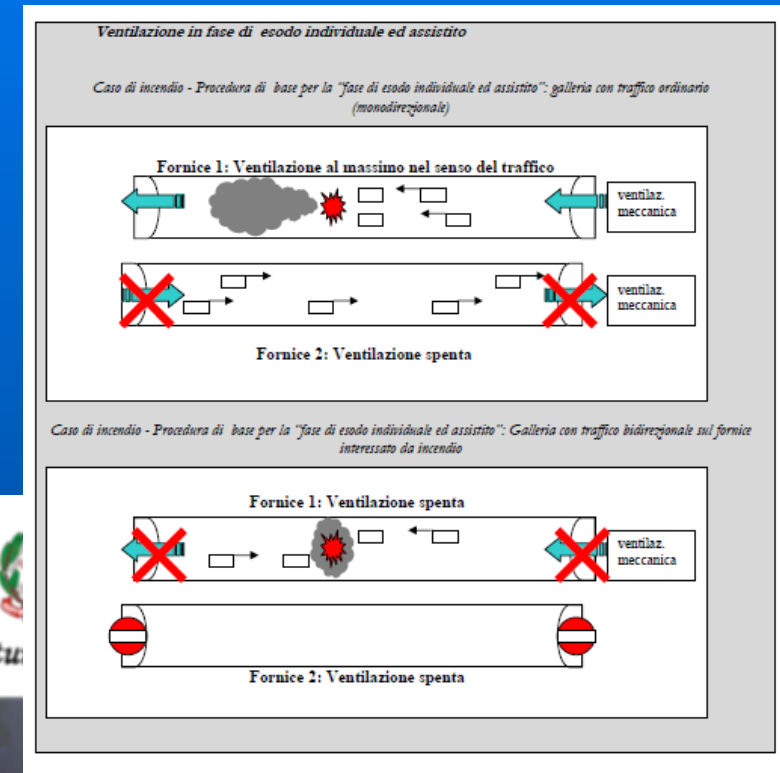 Ventilazione in fase di esodo individuale ed assistito
Caso di incendio - Procedura di base per la "fase di esodo individuale ed assistito": galleria con traffico ordinario
(monodirezionale)
Fornice 1: Ventilazione al massimo nel senso del traffico
ventilaz.
meccanica
ventilaz.
meccanica
Fornice 2: Ventilazione spenta
Caso di incendio - Procedura di base per la "fase di esodo individuale ed assistito": Galleria con traffico bidirezionale sul fornice
interessato da incendio
Fornice 1: Ventilazione spenta
ventilaz.
meccanica
Fornice 2: Ventilazione spenta